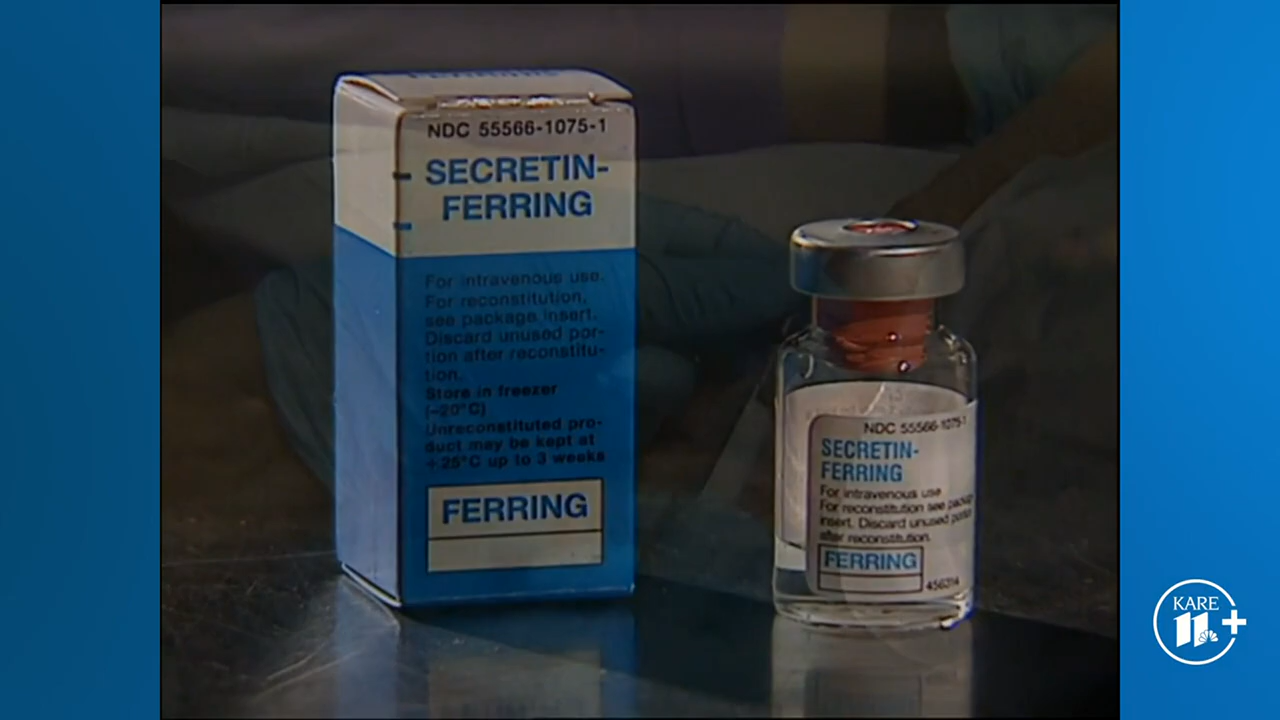 NDC 55566-1075-1
SECRETIN-
FERRING
For intravenous use.
For reconstitution,
see package insert.
Discard unused por-
tion after reconstitu-
tion.
Store in freezer
(-20°C)
Unreconstituted pro-
duct may be kept at
+25°C up to 3 weeks
FERRING
NDC 55566-1075-1
SECRETIN-
FERRING
For intravenous use
For reconstitution see
insert. Discard unused
after reconstitution.
FERRING
456314
KARE
11+